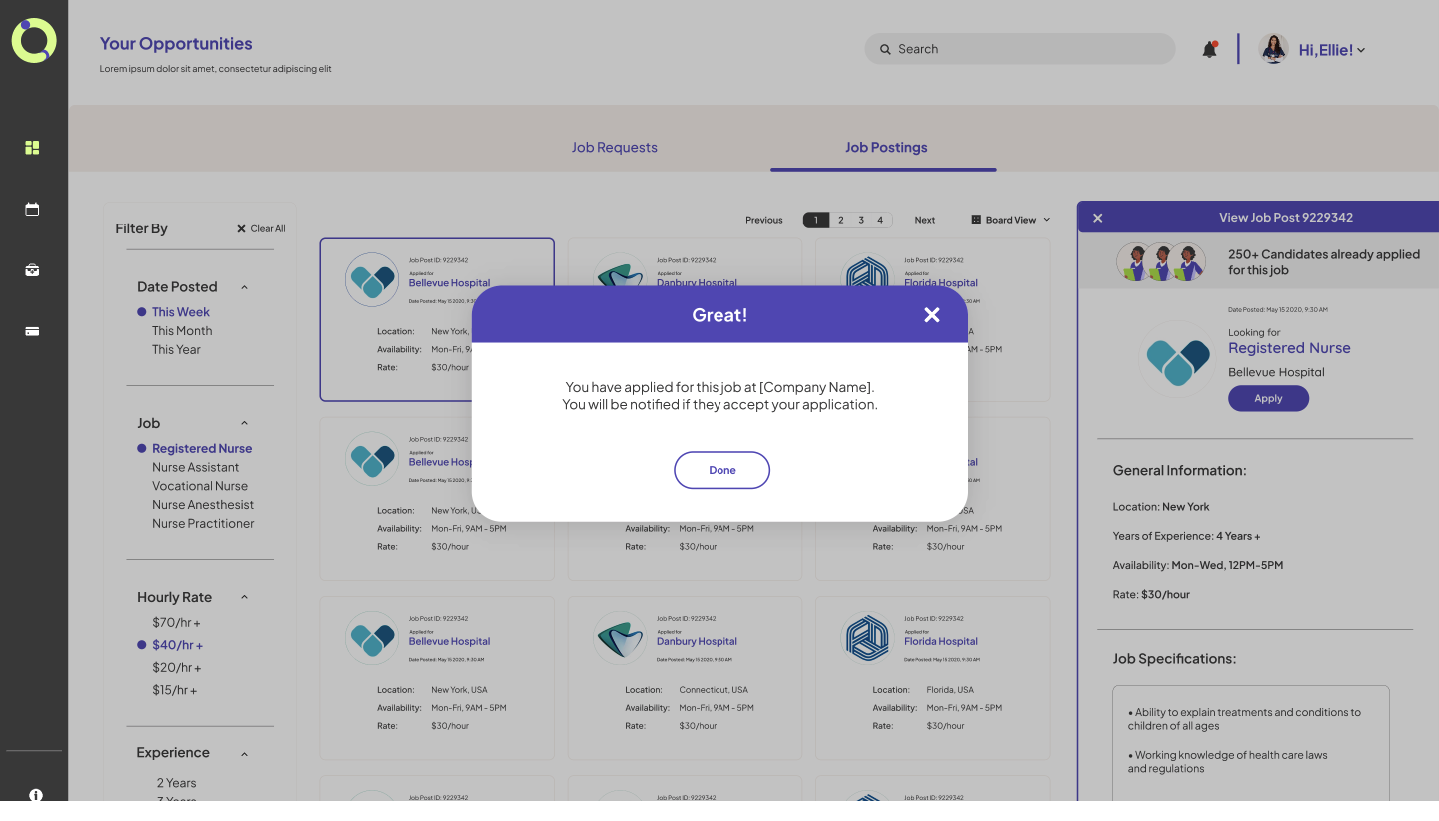 Your Opportunities
Lorem ipsum dolor sit amet, consectetur adipiscing elit
Search
Hi,Ellie!
Job Requests
Job Postings
Filter By
Clear All
Date Posted
This Week
This Month
This Year
Job
Registered Nurse
Nurse Assistant
Vocational Nurse
Nurse Anesthesist
Nurse Practitioner
Hourly Rate
$70/hr +
$40/hr +
$20/hr +
$15/hr +
Experience
2 Years
Previous
1 2 3 4
Next
Board View
Job Post ID: 9229342
Applied for
Bellevue Hospital
Date Posted: May 15 2020, 9:3
Location: New York,
Availability: Mon-Fri, 9A
Rate: $30/hour
Job Post ID: 9229342
Applied for
Danbury Hospital
Job Post ID: 9229342
Applied for
Florida Hospital
AM - 5PM
Great!
You have applied for this job at [Company Name].
You will be notified if they accept your application.
Done
Job Post ID: 9229342
Applied for
Bellevue Hosp
Date Posted: May 15 2020, 9:3
Location: New York, U
Availability: Mon-Fri, 9AM - 5PM
Rate: $30/hour
Availability: Mon-Fri, 9AM - 5PM
Rate: $30/hour
Availability: Mon-Fri, 9AM - 5PM
Rate: $30/hour
Job Post ID: 9229342
Applied for
Bellevue Hospital
Date Posted: May 15 2020, 9:30 AM
Location: New York, USA
Availability: Mon-Fri, 9AM - 5PM
Rate: $30/hour
Job Post ID: 9229342
Applied for
Danbury Hospital
Date Posted: May 15 2020, 9:30 AM
Location: Connecticut, USA
Availability: Mon-Fri, 9AM - 5PM
Rate: $30/hour
Job Post ID: 9229342
Applied for
Florida Hospital
Date Posted: May 15 2020, 9:30 AM
Location: Florida, USA
Availability: Mon-Fri, 9AM - 5PM
Rate: $30/hour
Job Post ID: 9229342
Job Post ID: 9229342
Job Post ID: 9229342
View Job Post 9229342
250+ Candidates already applied
for this job
Date Posted: May 15 2020, 9:30 AM
Looking for
Registered Nurse
Bellevue Hospital
Apply
General Information:
Location: New York
Years of Experience: 4 Years +
Availability: Mon-Wed, 12PM-5PM
Rate: $30/hour
Job Specifications:
• Ability to explain treatments and conditions to
children of all ages
• Working knowledge of health care laws
and regulations